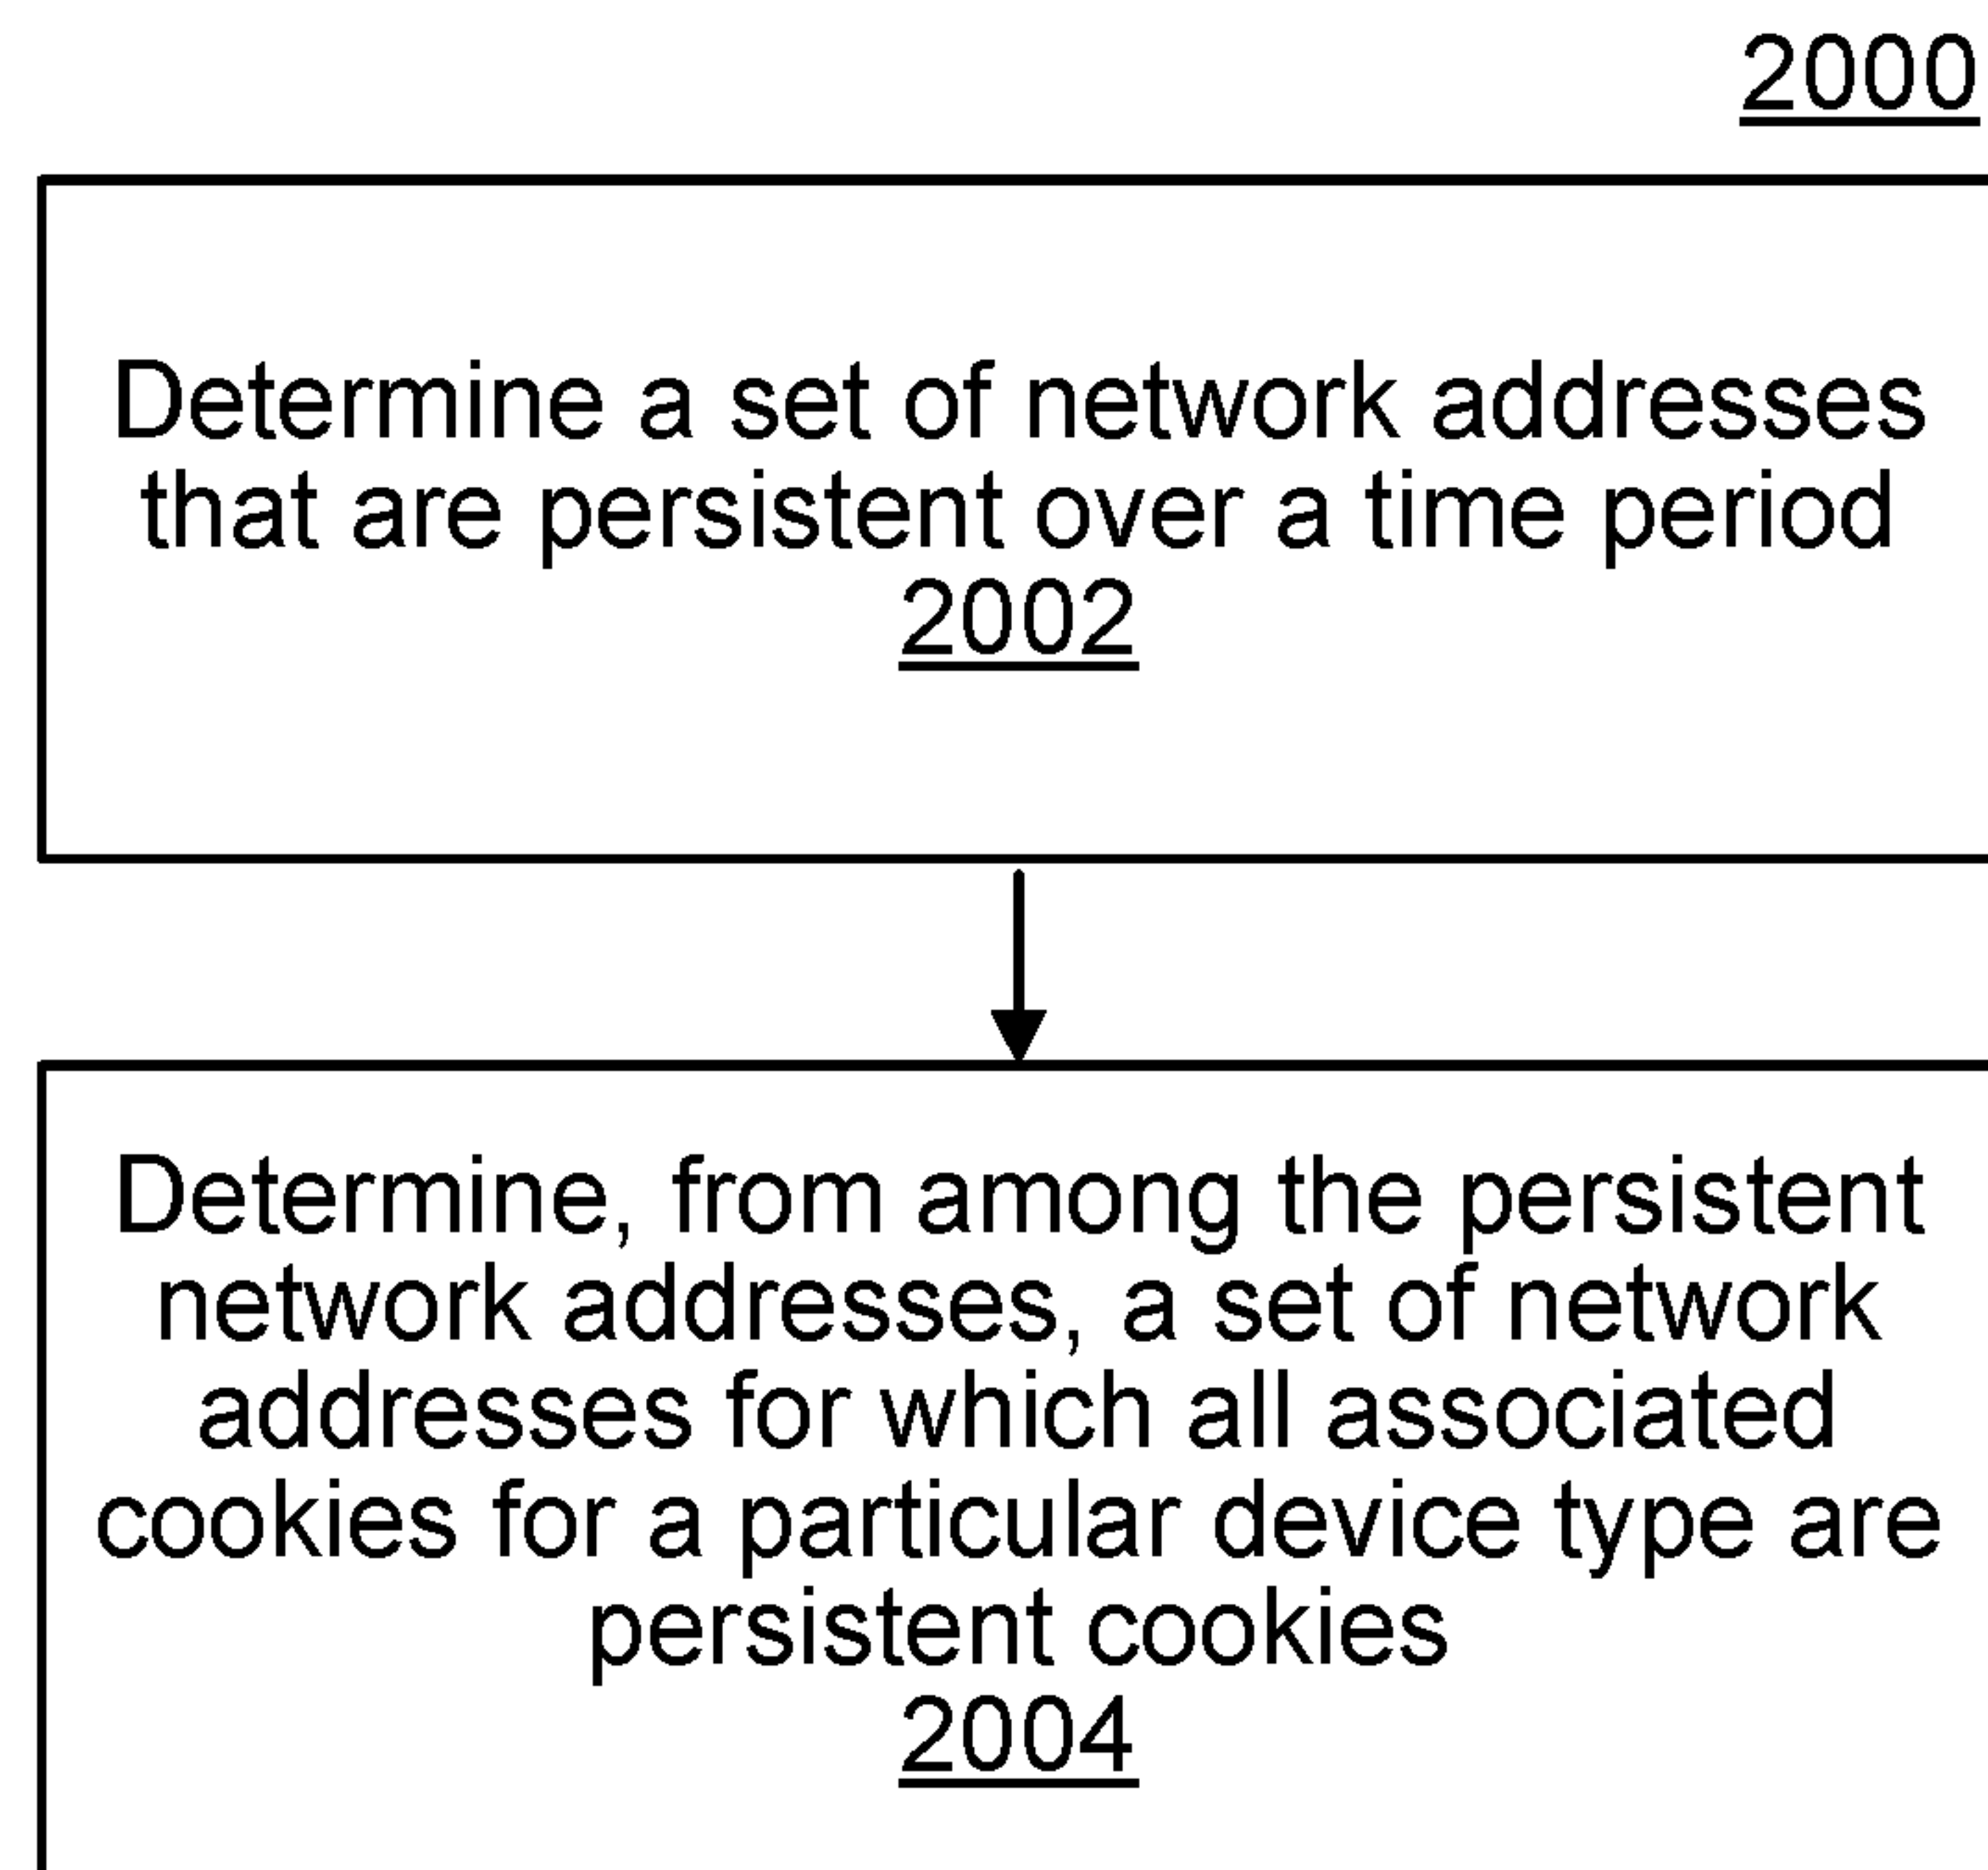 2000
Determine a set of network addresses
that are persistent over a time period
2002
Determine, from among the persistent
network addresses, a set of network
addresses for which all associated
cookies for a particular device type are
persistent cookies
2004